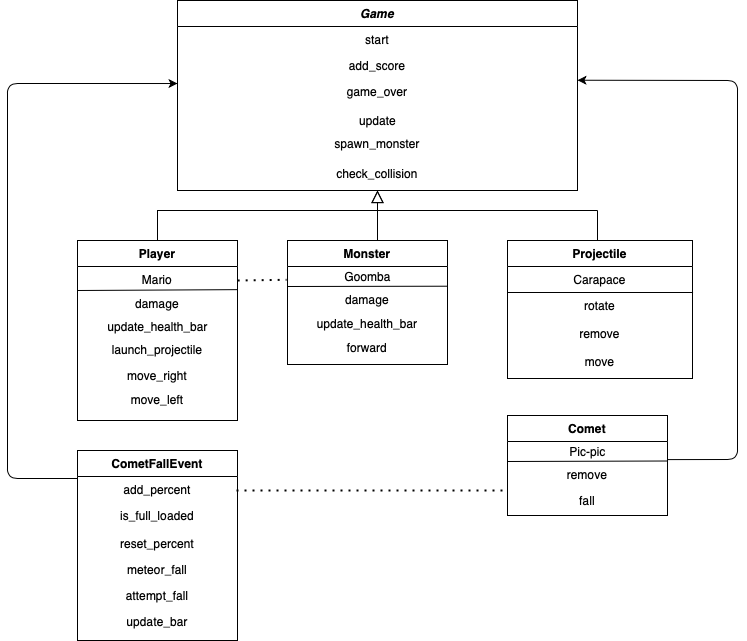 Game
start
add_score
game_over
update
spawn_monster
check_collision
Player
Mario
damage
update_health_bar
launch_projectile
move_right
move_left
Monster
Goomba
damage
update_health_bar
forward
Projectile
Carapace
rotate
remove
move
CometFallEvent
add_percent
is_full_loaded
reset_percent
meteor_fall
attempt_fall
update_bar
Comet
Pic-pic
remove
fall